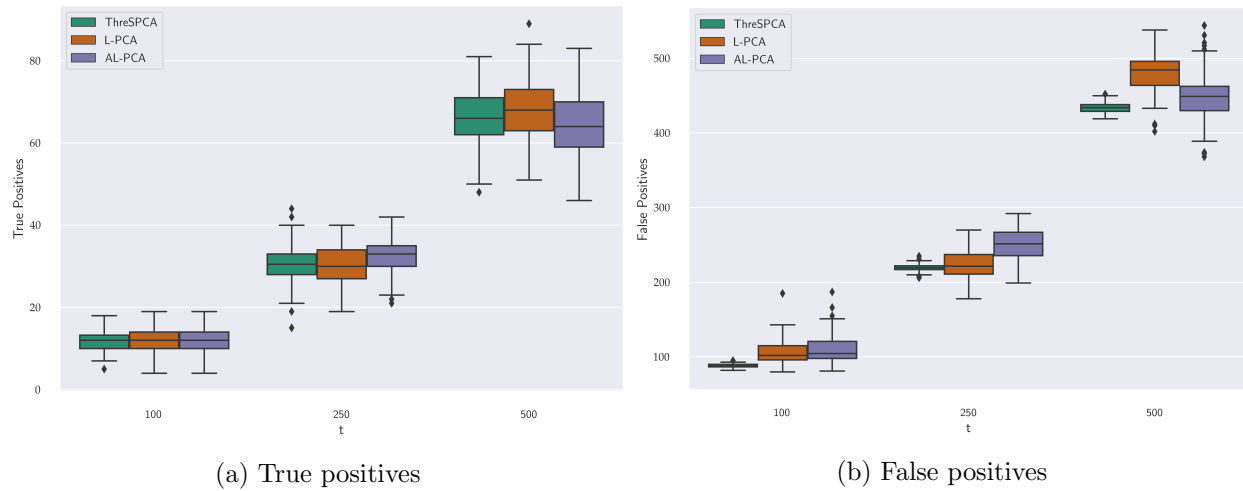 ThreSPCA
L-PCA
AL-PCA
True Positives
80
60
40
20
0
100
250
500
t
(a) True positives
ThreSPCA
L-PCA
AL-PCA
False Positives
500
400
300
200
100
100
250
500
t
(b) False positives